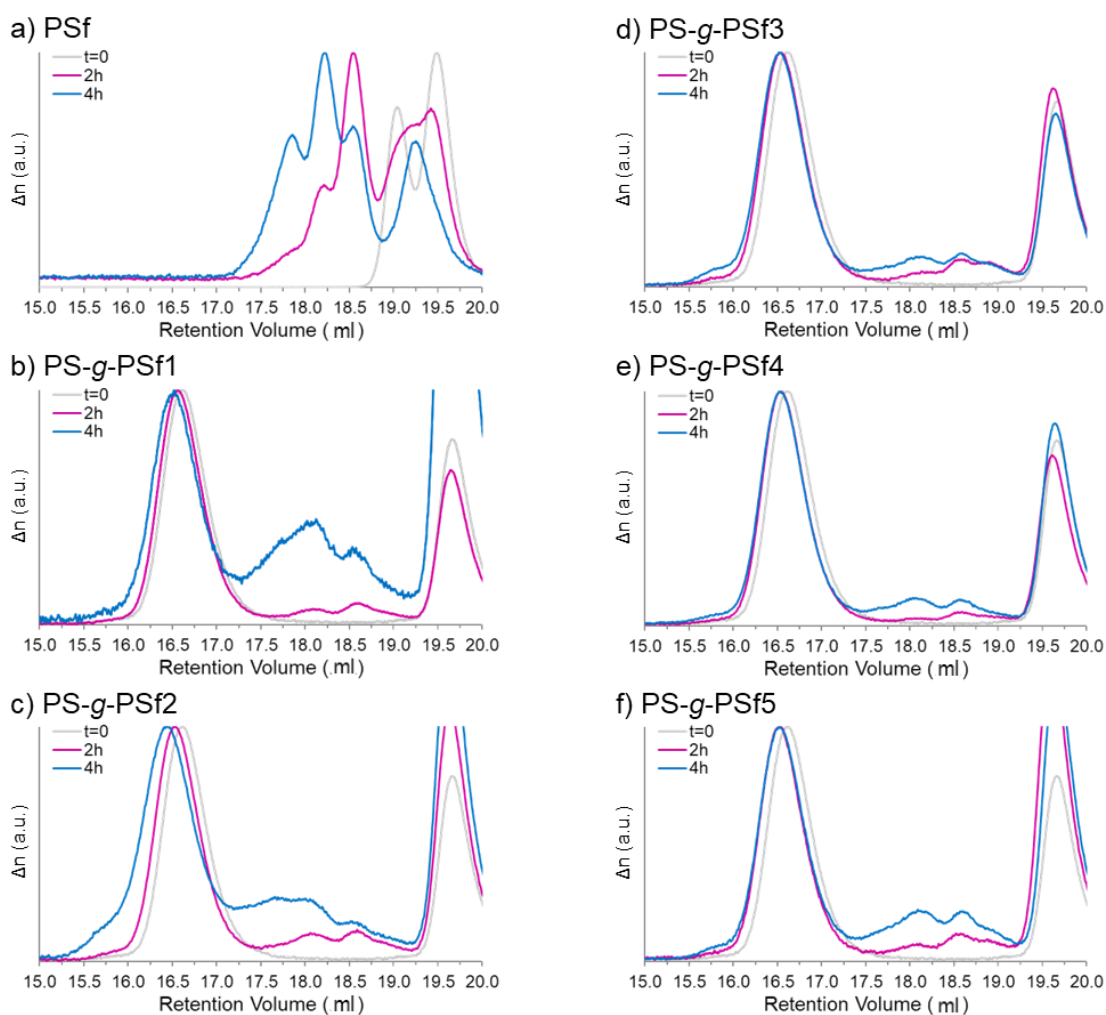 a) PSf
t=0
2h
4h
Δn (a.u.)
15.0 15.5 16.0 16.5 17.0 17.5 18.0 18.5 19.0 19.5 20.0
Retention Volume ( ml )
b) PS-g-PSf1
t=0
2h
4h
Δn (a.u.)
15.0 15.5 16.0 16.5 17.0 17.5 18.0 18.5 19.0 19.5 20.0
Retention Volume ( ml )
c) PS-g-PSf2
t=0
2h
4h
Δn (a.u.)
15.0 15.5 16.0 16.5 17.0 17.5 18.0 18.5 19.0 19.5 20.0
Retention Volume ( ml )
d) PS-g-PSf3
t=0
2h
4h
Δn (a.u.)
15.0 15.5 16.0 16.5 17.0 17.5 18.0 18.5 19.0 19.5 20.0
Retention Volume ( ml )
e) PS-g-PSf4
t=0
2h
4h
Δn (a.u.)
15.0 15.5 16.0 16.5 17.0 17.5 18.0 18.5 19.0 19.5 20.0
Retention Volume ( ml )
f) PS-g-PSf5
t=0
2h
4h
Δn (a.u.)
15.0 15.5 16.0 16.5 17.0 17.5 18.0 18.5 19.0 19.5 20.0
Retention Volume ( ml )